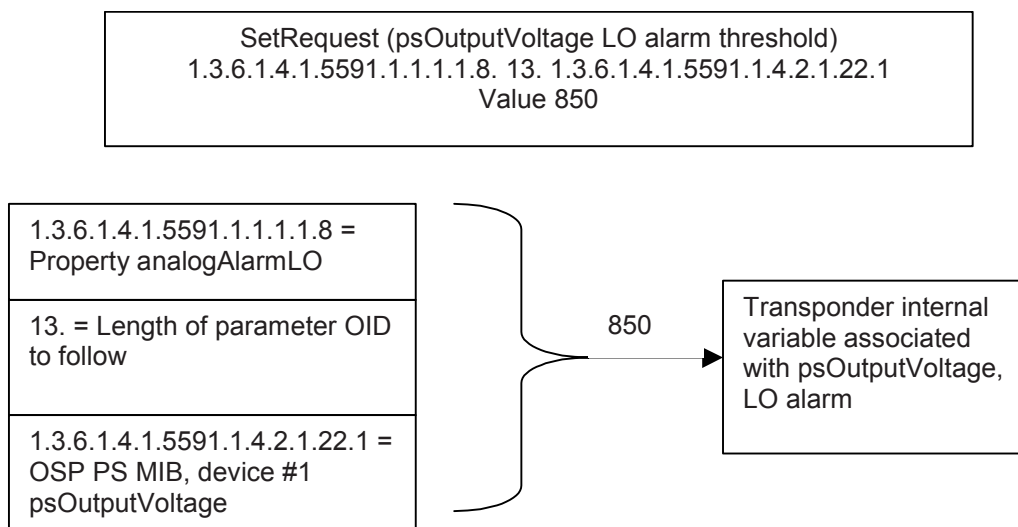 SetRequest (psOutputVoltage LO alarm threshold)
1.3.6.1.4.1.5591.1.1.1.1.8. 13. 1.3.6.1.4.1.5591.1.4.2.1.22.1
Value 850
1.3.6.1.4.1.5591.1.1.1.1.8 =
Property analogAlarmLO
13. = Length of parameter OID
to follow
1.3.6.1.4.1.5591.1.4.2.1.22.1 =
OSP PS MIB, device #1
psOutputVoltage
850
Transponder internal
variable associated
with psOutputVoltage,
LO alarm